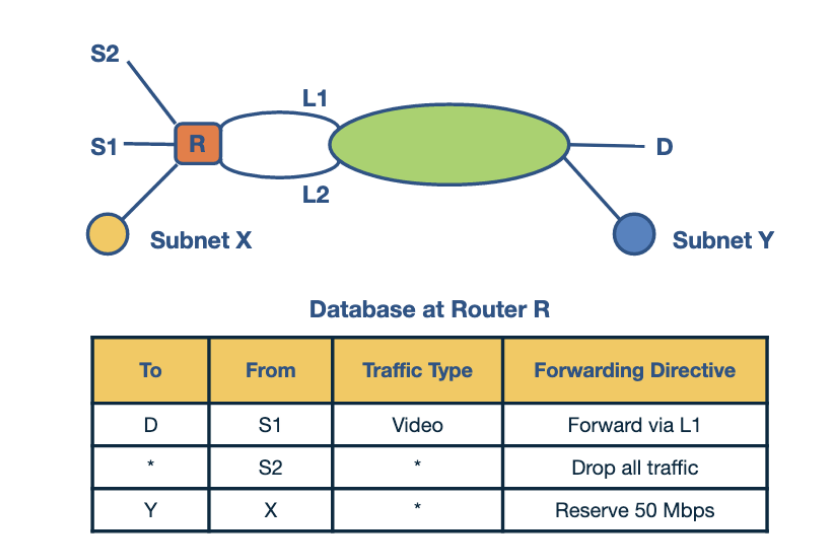 S2
L1
S1
R
D
L2
Subnet X
Subnet Y
Database at Router R
To From Traffic Type Forwarding Directive
D S1 Video Forward via L1
* S2 * Drop all traffic
Y X * Reserve 50 Mbps